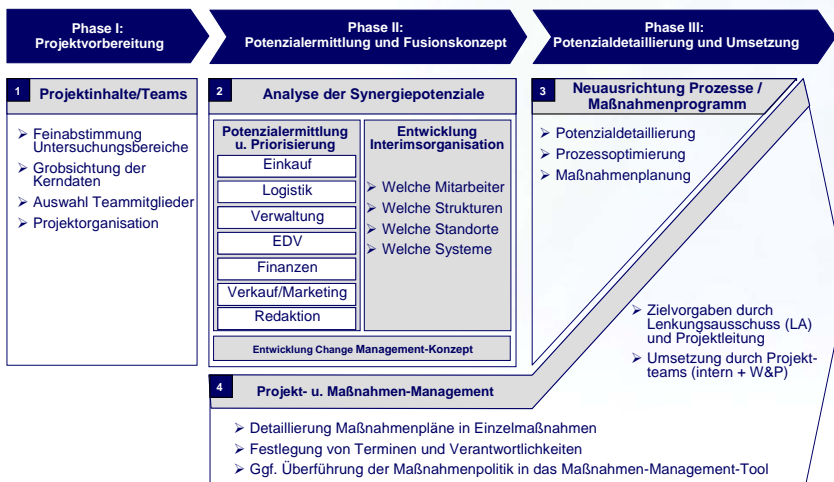 Phase I:
Projektvorbereitung
Phase II:
Potenzialermittlung und Fusionskonzept
Phase III:
Potenzialdetaillierung und Umsetzung
1
Projektinhalte/Teams
➢ Feinabstimmung
Untersuchungsbereiche
➢ Grobsichtung der
Kerndaten
➢ Auswahl Teammitglieder
➢ Projektorganisation
2
Analyse der Synergiepotenziale
Potenzialermittlung
u. Priorisierung
Einkauf
Logistik
Verwaltung
EDV
Finanzen
Verkauf/Marketing
Redaktion
Entwicklung
Interimsorganisation
➢ Welche Mitarbeiter
➢ Welche Strukturen
➢ Welche Standorte
➢ Welche Systeme
Entwicklung Change Management-Konzept
3
Neuausrichtung Prozesse /
Maßnahmenprogramm
➢ Potenzialdetaillierung
➢ Prozessoptimierung
➢ Maßnahmenplanung
➢ Zielvorgaben durch
Lenkungsausschuss (LA)
und Projektleitung
➢ Umsetzung durch Projekt-
teams (intern + W&P)
4
Projekt- u. Maßnahmen-Management
➢ Detaillierung Maßnahmenpläne in Einzelmaßnahmen
➢ Festlegung von Terminen und Verantwortlichkeiten
➢ Ggf. Überführung der Maßnahmenpolitik in das Maßnahmen-Management-Tool